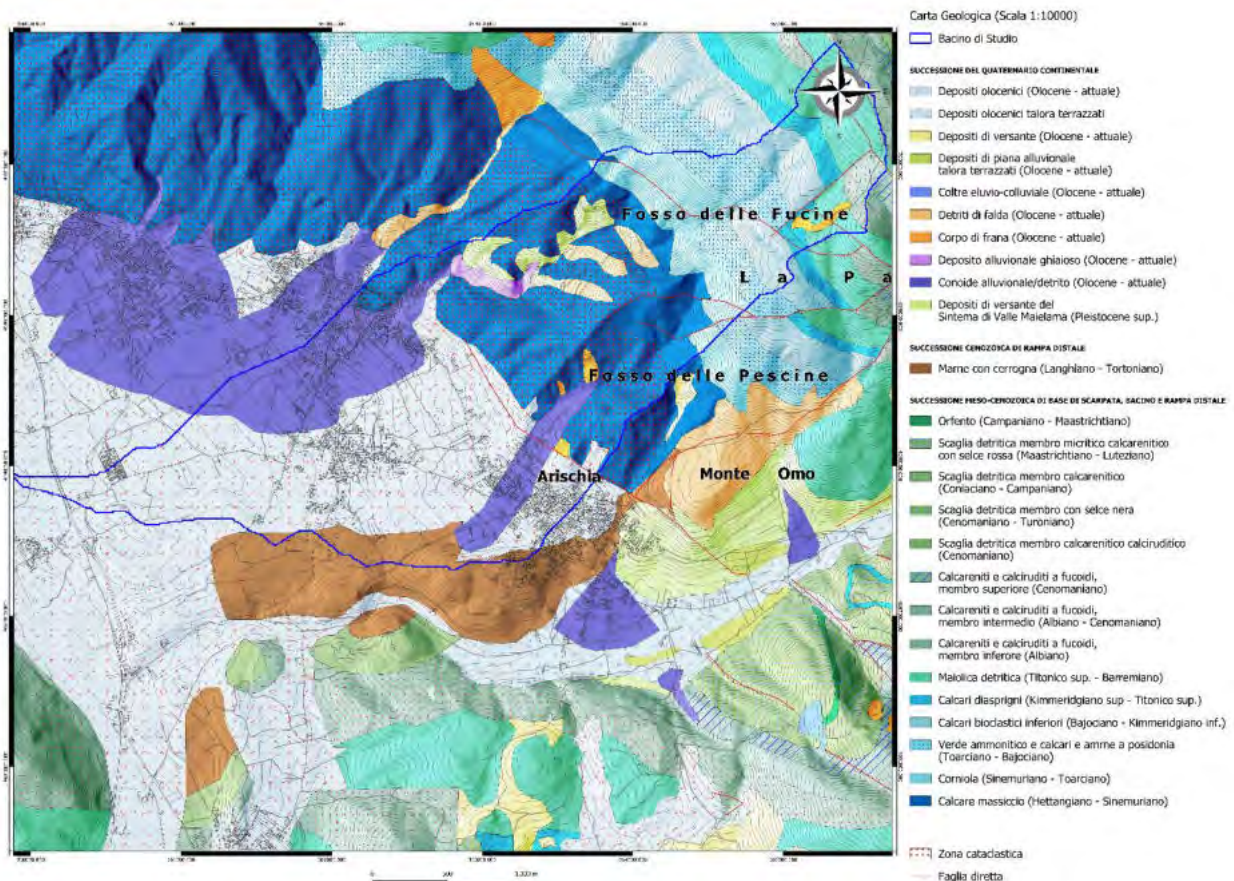 Carta Geologica (Scala 1:10000)
Bacino di Studio
SUCCESSIONE DEL QUATERNARIO CONTINENTALE
Depositi olocenici (Olocene - attuale)
Depositi olocenici talora terrazzati
Depositi di versante (Olocene - attuale)
Depositi di piana alluvionale
talora terrazzati (Olocene - attuale)
Coltre eluvio-colluviale (Olocene - attuale)
Detriti di falda (Olocene - attuale)
Corpo di frana (Olocene - attuale)
Deposito alluvionale ghiaioso (Olocene - attuale)
Conoide alluvionale/detrito (Olocene - attuale)
Depositi di versante del
Sintema di Valle Majelama (Pleistocene sup.)
SUCCESSIONE CENOZOICA DI RAMPA DISTALE
Marne con cerrogna (Langhiano - Tortoniano)
SUCCESSIONE MESO-CENOZOICA DI BASE DI SCARPATA, BACINO E RAMPA DISTALE
Orfento (Campaniano - Maastrichtiano)
Scaglia detritica membro micritico calcarenitico
con selce rossa (Maastrichtiano - Luteziano)
Scaglia detritica membro calcarenitico
(Coniaciano - Campaniano)
Scaglia detritica membro con selce nera
(Cenomaniano - Turoniano)
Scaglia detritica membro calcarenitico calciruditico
(Cenomaniano)
Calcareniti e calciruditi a fucoidi,
membro superiore (Cenomaniano)
Calcareniti e calciruditi a fucoidi,
membro intermedio (Albiano - Cenomaniano)
Calcareniti e calciruditi a fucoidi,
membro inferore (Albiano)
Maiolica detritica (Titonico sup. - Barremiano)
Calcari diasprigni (Kimmeridgiano sup - Titonico sup.)
Calcari bioclastici inferiori (Bajociano - Kimmeridgiano inf.)
Verde ammonitico e calcari e amrne a posidonia
(Toarciano - Bajociano)
Corniola (Sinemuriano - Toarciano)
Calcare massiccio (Hettangiano - Sinemuriano)
Zona cataclastica
Faglia diretta
Fosso delle Fucine
La Pa
Fosso delle Pescine
Arischia
Monte Omo
0 500 1.000 m